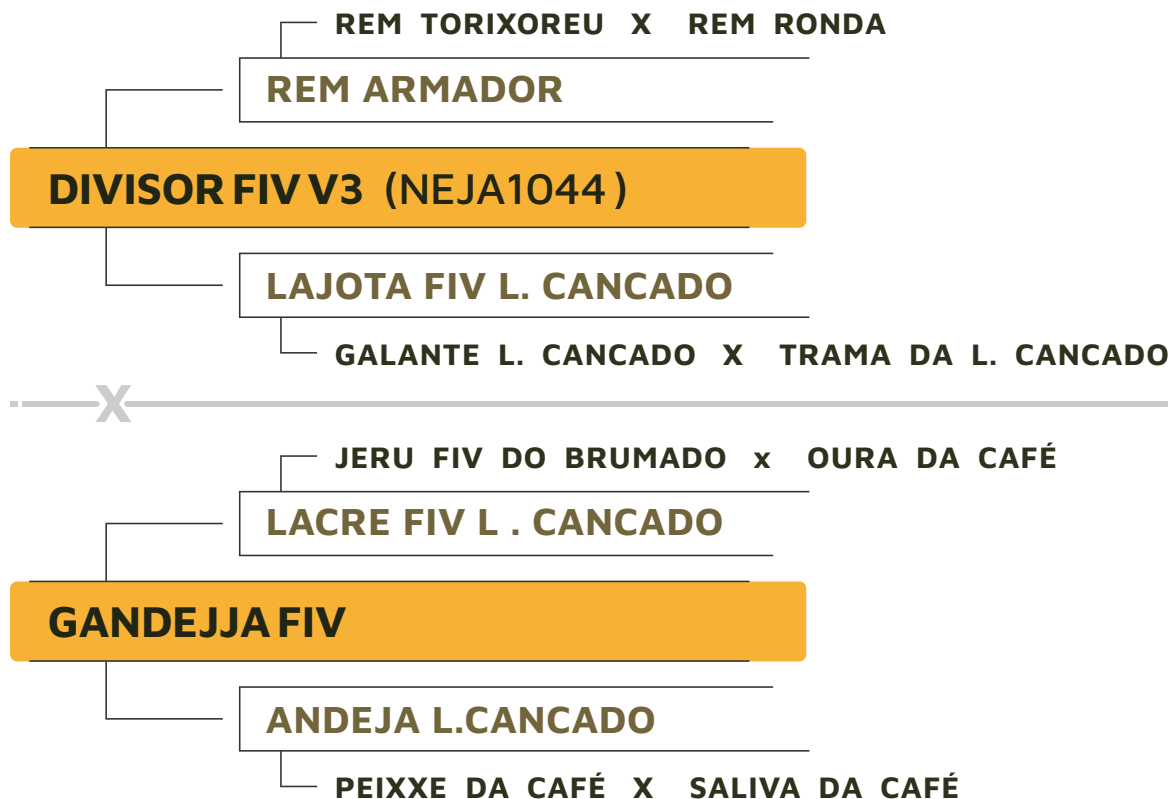 REM TORIXOREU X REM RONDA
REM ARMADOR
DIVISOR FIV V3 (NEJA1044 )
LAJOTA FIV L. CANCADO
GALANTE L. CANCADO X TRAMA DA L. CANCADO
X
JERU FIV DO BRUMADO x OURA DA CAFÉ
LACRE FIV L . CANCADO
GANDEJJA FIV
ANDEJA L.CANCADO
PEIXXE DA CAFÉ X SALIVA DA CAFÉ